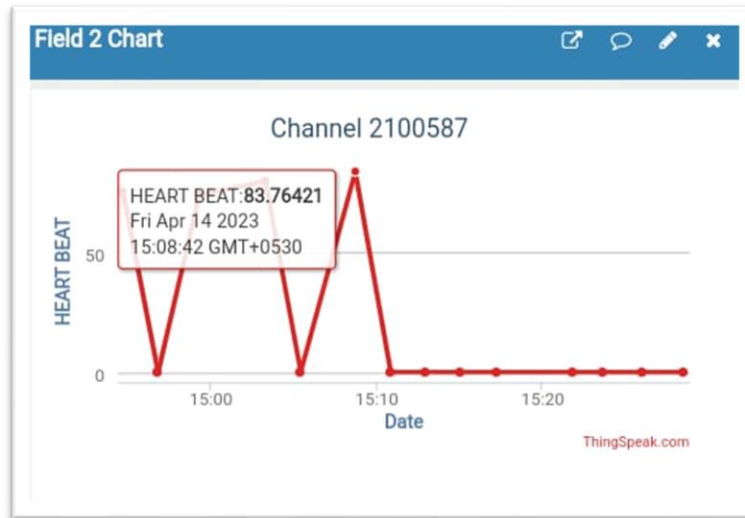 Field 2 Chart
Channel 2100587
HEART BEAT:83.76421
Fri Apr 14 2023
15:08:42 GMT+0530
HEART BEAT
50
0
15:00
15:10
15:20
Date
ThingSpeak.com